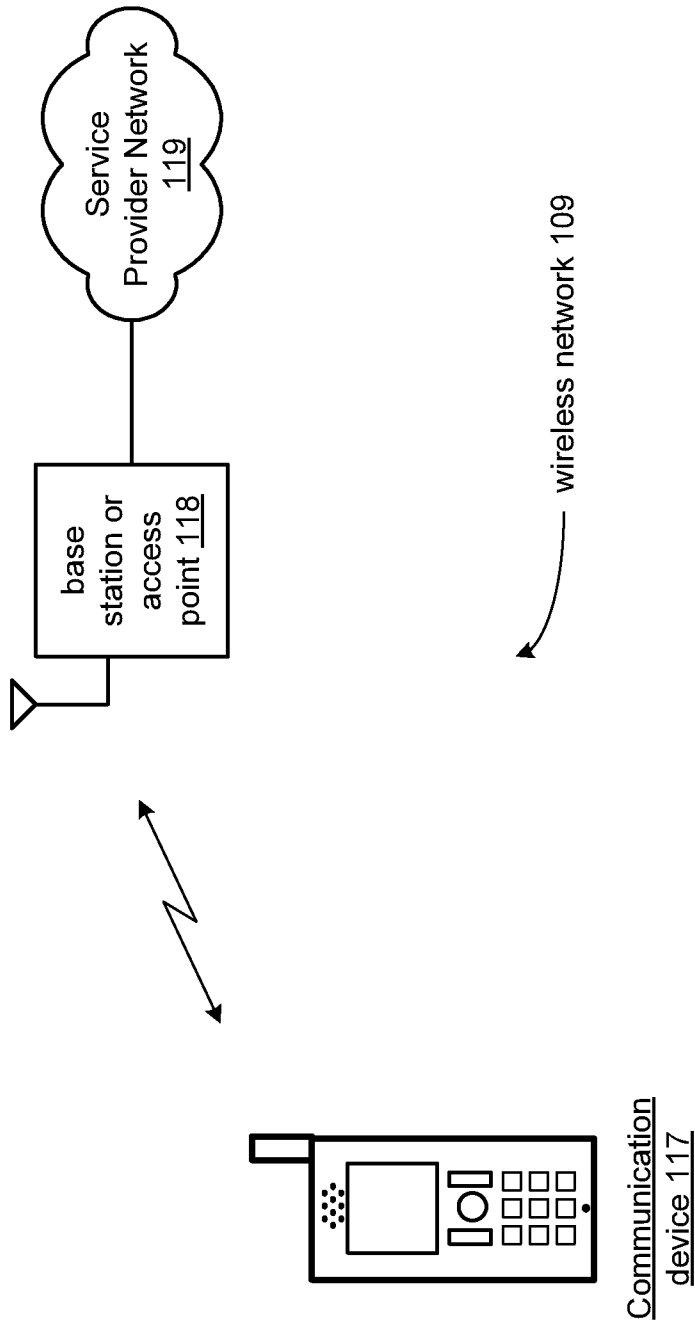 Service
Provider Network
119
base
station or
access
point 118
wireless network 109
Communication
device 117